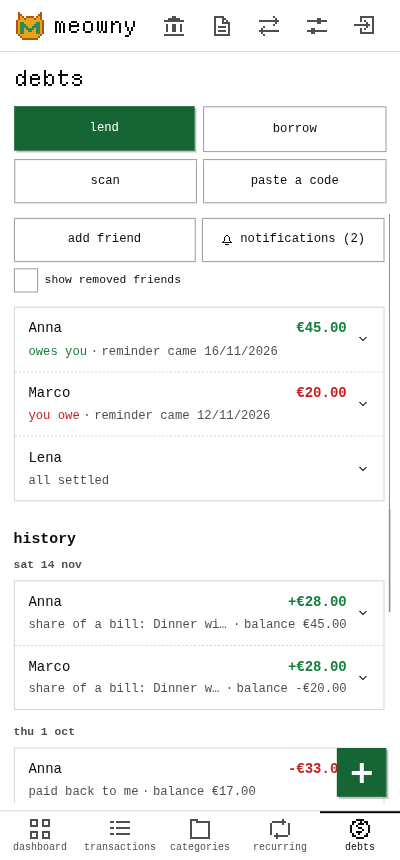 meowny
debts
lend
borrow
scan
paste a code
add friend
notifications (2)
show removed friends
Anna
€45.00
owes you · reminder came 16/11/2026
Marco
€20.00
you owe · reminder came 12/11/2026
Lena
all settled
history
sat 14 nov
Anna
+€28.00
share of a bill: Dinner wi… · balance €45.00
Marco
+€28.00
share of a bill: Dinner w… · balance -€20.00
thu 1 oct
Anna
-€33.0
paid back to me · balance €17.00
dashboard
transactions
categories
recurring
debts